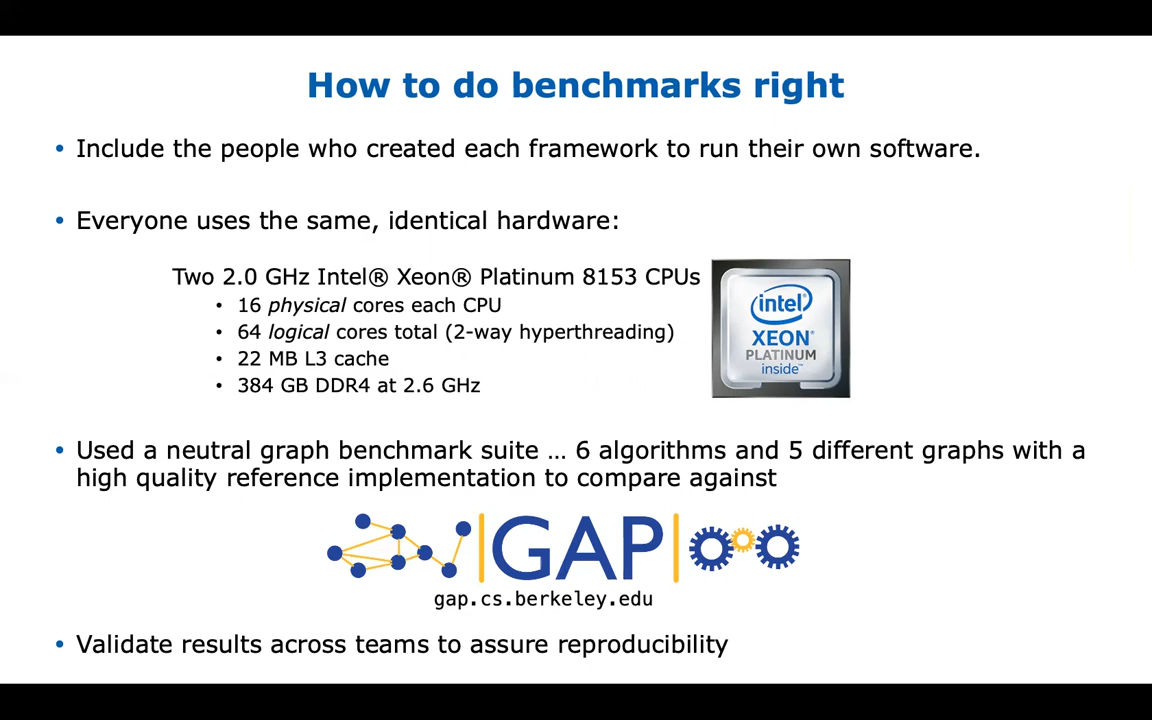 How to do benchmarks right
• Include the people who created each framework to run their own software.
• Everyone uses the same, identical hardware:
Two 2.0 GHz Intel® Xeon® Platinum 8153 CPUs
• 16 physical cores each CPU
• 64 logical cores total (2-way hyperthreading)
• 22 MB L3 cache
• 384 GB DDR4 at 2.6 GHz
intel®
XEON®
PLATINUM
inside™
• Used a neutral graph benchmark suite … 6 algorithms and 5 different graphs with a
high quality reference implementation to compare against
|GAP|
gap.cs.berkeley.edu
• Validate results across teams to assure reproducibility